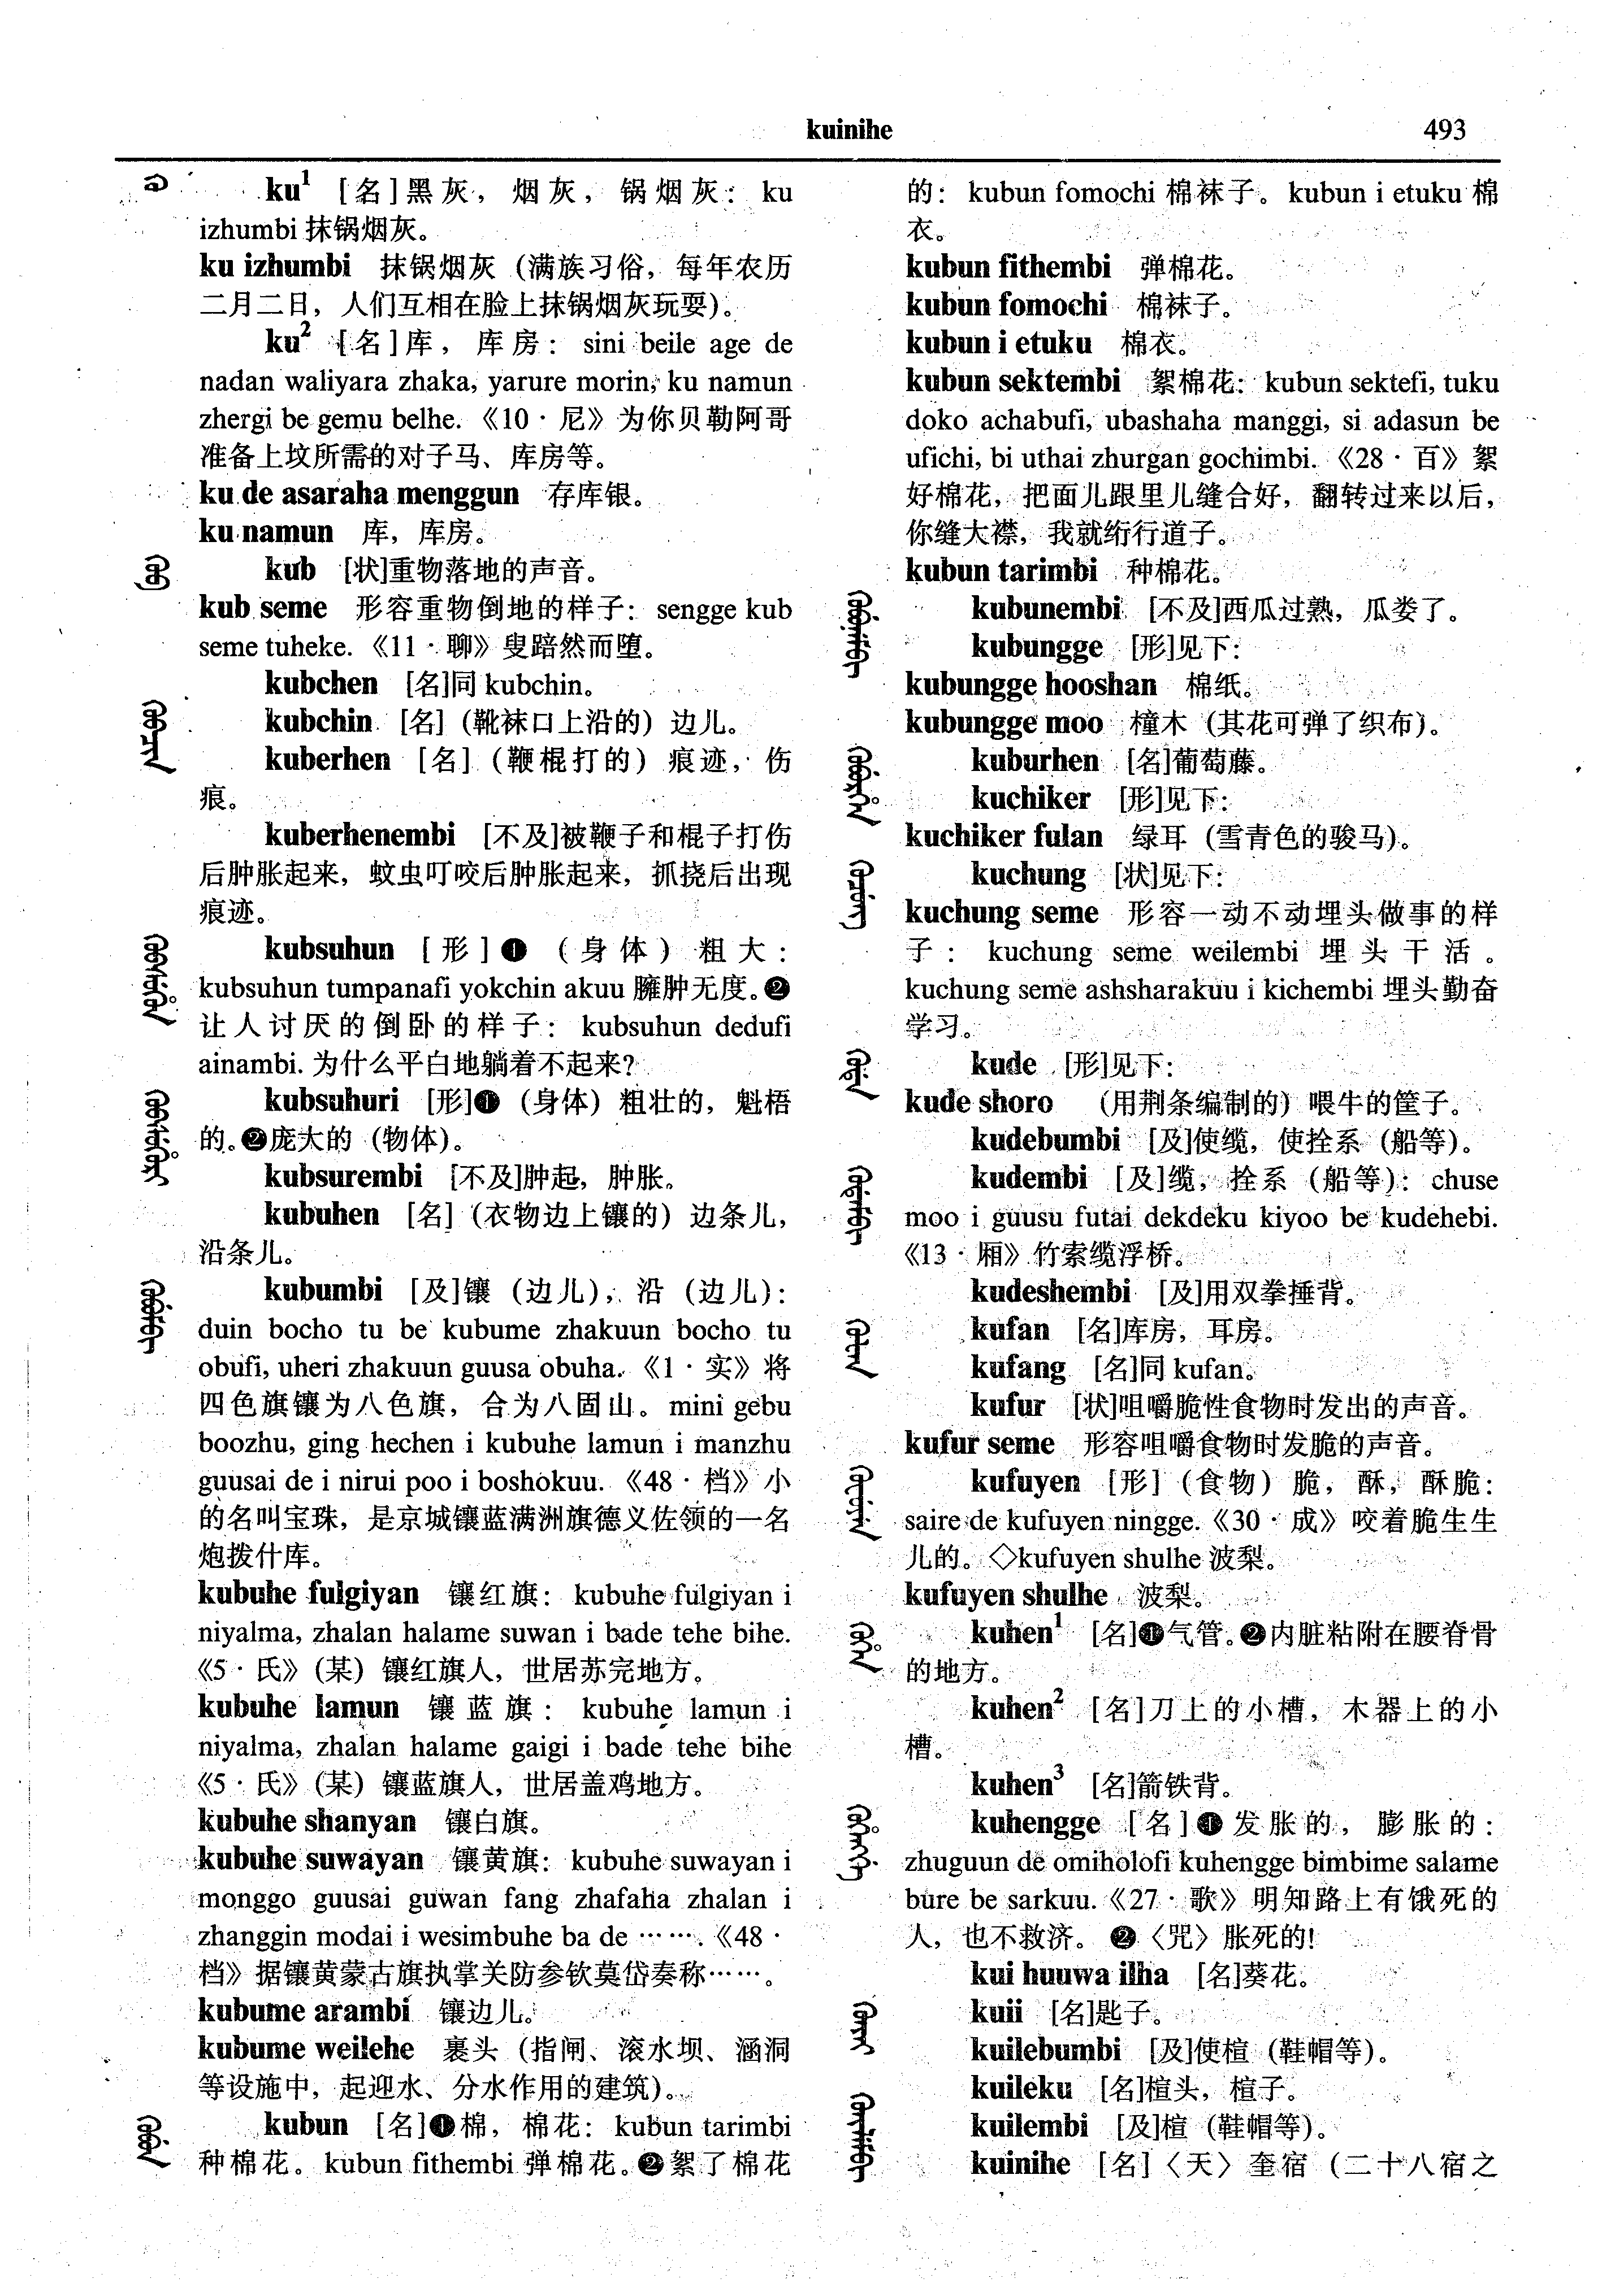 kuinihe
493
ku¹ [名]黑灰，烟灰，锅烟灰：ku
izhumbi 抹锅烟灰。
ku izhumbi 抹锅烟灰（满族习俗，每年农历
二月二日，人们互相在脸上抹锅烟灰玩耍）。
ku² [名]库，库房：sini beile age de
nadan waliyara zhaka, yarure morin, ku namun
zhergi be gemu belhe.《10·尼》为你贝勒阿哥
准备上坟所需的对子马、库房等。
ku de asaraha menggun 存库银。
ku namun 库，库房。
kub [状]重物落地的声音。
kub seme 形容重物倒地的样子：sengge kub
seme tuheke.《11·聊》叟踣然而堕。
kubchen [名]同 kubchin。
kubchin [名]（靴袜口上沿的）边儿。
kuberhen [名]（鞭棍打的）痕迹，伤
痕。
kuberhenembi [不及]被鞭子和棍子打伤
后肿胀起来，蚊虫叮咬后肿胀起来，抓挠后出现
痕迹。
kubsuhun [形]❶（身体）粗大：
kubsuhun tumpanafi yokchin akuu 臃肿无度。❷
让人讨厌的倒卧的样子：kubsuhun dedufi
ainambi. 为什么平白地躺着不起来？
kubsuhuri [形]❶（身体）粗壮的，魁梧
的。❷庞大的（物体）。
kubsurembi [不及]肿起，肿胀。
kubuhen [名]（衣物边上镶的）边条儿，
沿条儿。
kubumbi [及]镶（边儿），沿（边儿）：
duin bocho tu be kubume zhakuun bocho tu
obufi, uheri zhakuun guusa obuha.《1·实》将
四色旗镶为八色旗，合为八固山。mini gebu
boozhu, ging hechen i kubuhe lamun i manzhu
guusai de i nirui poo i boshokuu.《48·档》小
的名叫宝珠，是京城镶蓝满洲旗德义佐领的一名
炮拨什库。
kubuhe fulgiyan 镶红旗：kubuhe fulgiyan i
niyalma, zhalan halame suwan i bade tehe bihe.
《5·氏》（某）镶红旗人，世居苏完地方。
kubuhe lamun 镶蓝旗：kubuhe lamun i
niyalma, zhalan halame gaigi i bade tehe bihe
《5·氏》（某）镶蓝旗人，世居盖鸡地方。
kubuhe shanyan 镶白旗。
kubuhe suwayan 镶黄旗：kubuhe suwayan i
monggo guusai guwan fang zhafaha zhalan i
zhanggin modai i wesimbuhe ba de …….《48·
档》据镶黄蒙古旗执掌关防参钦莫岱奏称……。
kubume arambi 镶边儿。
kubume weilehe 裹头（指闸、滚水坝、涵洞
等设施中，起迎水、分水作用的建筑）。
kubun [名]❶棉，棉花：kubun tarimbi
种棉花。kubun fithembi 弹棉花。❷絮了棉花
的：kubun fomochi 棉袜子。kubun i etuku 棉
衣。
kubun fithembi 弹棉花。
kubun fomochi 棉袜子。
kubun i etuku 棉衣。
kubun sektembi 絮棉花：kubun sektefi, tuku
doko achabufi, ubashaha manggi, si adasun be
ufichi, bi uthai zhurgan gochimbi.《28·百》絮
好棉花，把面儿跟里儿缝合好，翻转过来以后，
你缝大襟，我就绗行道子。
kubun tarimbi 种棉花。
kubunembi [不及]西瓜过熟，瓜娄了。
kubungge [形]见下：
kubungge hooshan 棉纸。
kubungge moo 橦木（其花可弹了织布）。
kuburhen [名]葡萄藤。
kuchiker [形]见下：
kuchiker fulan 绿耳（雪青色的骏马）。
kuchung [状]见下：
kuchung seme 形容一动不动埋头做事的样
子：kuchung seme weilembi 埋头干活。
kuchung seme ashsharakuu i kichembi 埋头勤奋
学习。
kude [形]见下：
kude shoro （用荆条编制的）喂牛的筐子。
kudebumbi [及]使缆，使拴系（船等）。
kudembi [及]缆，拴系（船等）：chuse
moo i guusu futai dekdeku kiyoo be kudehebi.
《13·厢》竹索缆浮桥。
kudeshembi [及]用双拳捶背。
kufan [名]库房，耳房。
kufang [名]同 kufan。
kufur [状]咀嚼脆性食物时发出的声音。
kufur seme 形容咀嚼食物时发脆的声音。
kufuyen [形]（食物）脆，酥，酥脆：
saire de kufuyen ningge.《30·成》咬着脆生生
儿的。◇kufuyen shulhe 波梨。
kufuyen shulhe 波梨。
kuhen¹ [名]❶气管。❷内脏粘附在腰脊骨
的地方。
kuhen² [名]刀上的小槽，木器上的小
槽。
kuhen³ [名]箭铁背。
kuhengge [名]❶发胀的，膨胀的：
zhuguun de omiholofi kuhengge bimbime salame
bure be sarkuu.《27·歌》明知路上有饿死的
人，也不救济。❷〈咒〉胀死的！
kui huuwa ilha [名]葵花。
kuii [名]匙子。
kuilebumbi [及]使楦（鞋帽等）。
kuileku [名]楦头，楦子。
kuilembi [及]楦（鞋帽等）。
kuinihe [名]〈天〉奎宿（二十八宿之